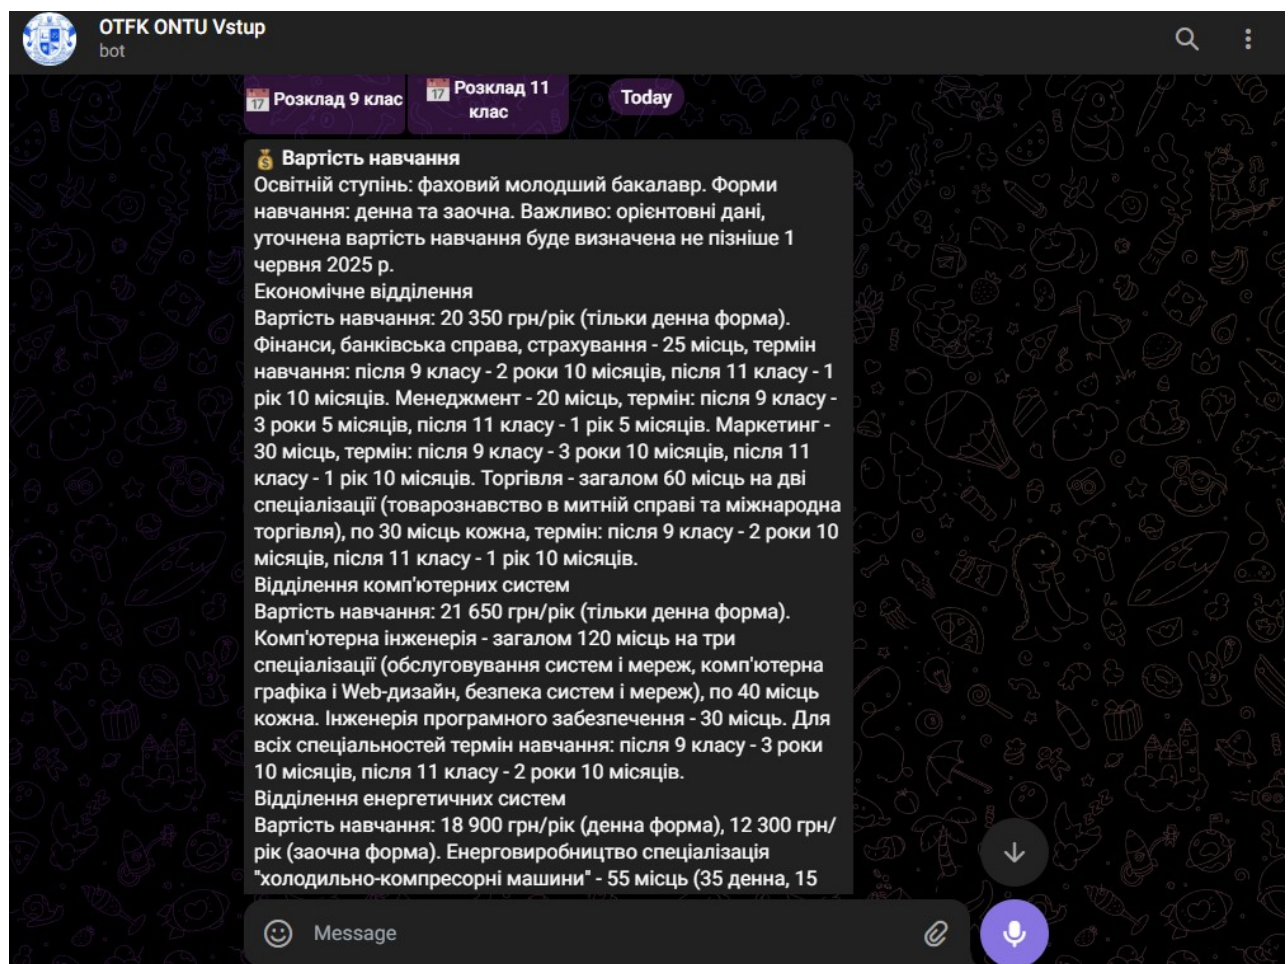 OTFK ONTU Vstup
bot
17 Розклад 9 клас
17 Розклад 11
клас
Today
$ Вартість навчання
Освітній ступінь: фаховий молодший бакалавр. Форми
навчання: денна та заочна. Важливо: орієнтовні дані,
уточнена вартість навчання буде визначена не пізніше 1
червня 2025 р.
Економічне відділення
Вартість навчання: 20 350 грн/рік (тільки денна форма).
Фінанси, банківська справа, страхування - 25 місць, термін
навчання: після 9 класу - 2 роки 10 місяців, після 11 класу - 1
рік 10 місяців. Менеджмент - 20 місць, термін: після 9 класу -
3 роки 5 місяців, після 11 класу - 1 рік 5 місяців. Маркетинг -
30 місць, термін: після 9 класу - 3 роки 10 місяців, після 11
класу - 1 рік 10 місяців. Торгівля - загалом 60 місць на дві
спеціалізації (товарознавство в митній справі та міжнародна
торгівля), по 30 місць кожна, термін: після 9 класу - 2 роки 10
місяців, після 11 класу - 1 рік 10 місяців.
Відділення комп'ютерних систем
Вартість навчання: 21 650 грн/рік (тільки денна форма).
Комп'ютерна інженерія - загалом 120 місць на три
спеціалізації (обслуговування систем і мереж, комп'ютерна
графіка і Web-дизайн, безпека систем і мереж), по 40 місць
кожна. Інженерія програмного забезпечення - 30 місць. Для
всіх спеціальностей термін навчання: після 9 класу - 3 роки
10 місяців, після 11 класу - 2 роки 10 місяців.
Відділення енергетичних систем
Вартість навчання: 18 900 грн/рік (денна форма), 12 300 грн/
рік (заочна форма). Енерговиробництво спеціалізація
"холодильно-компресорні машини" - 55 місць (35 денна, 15
Message